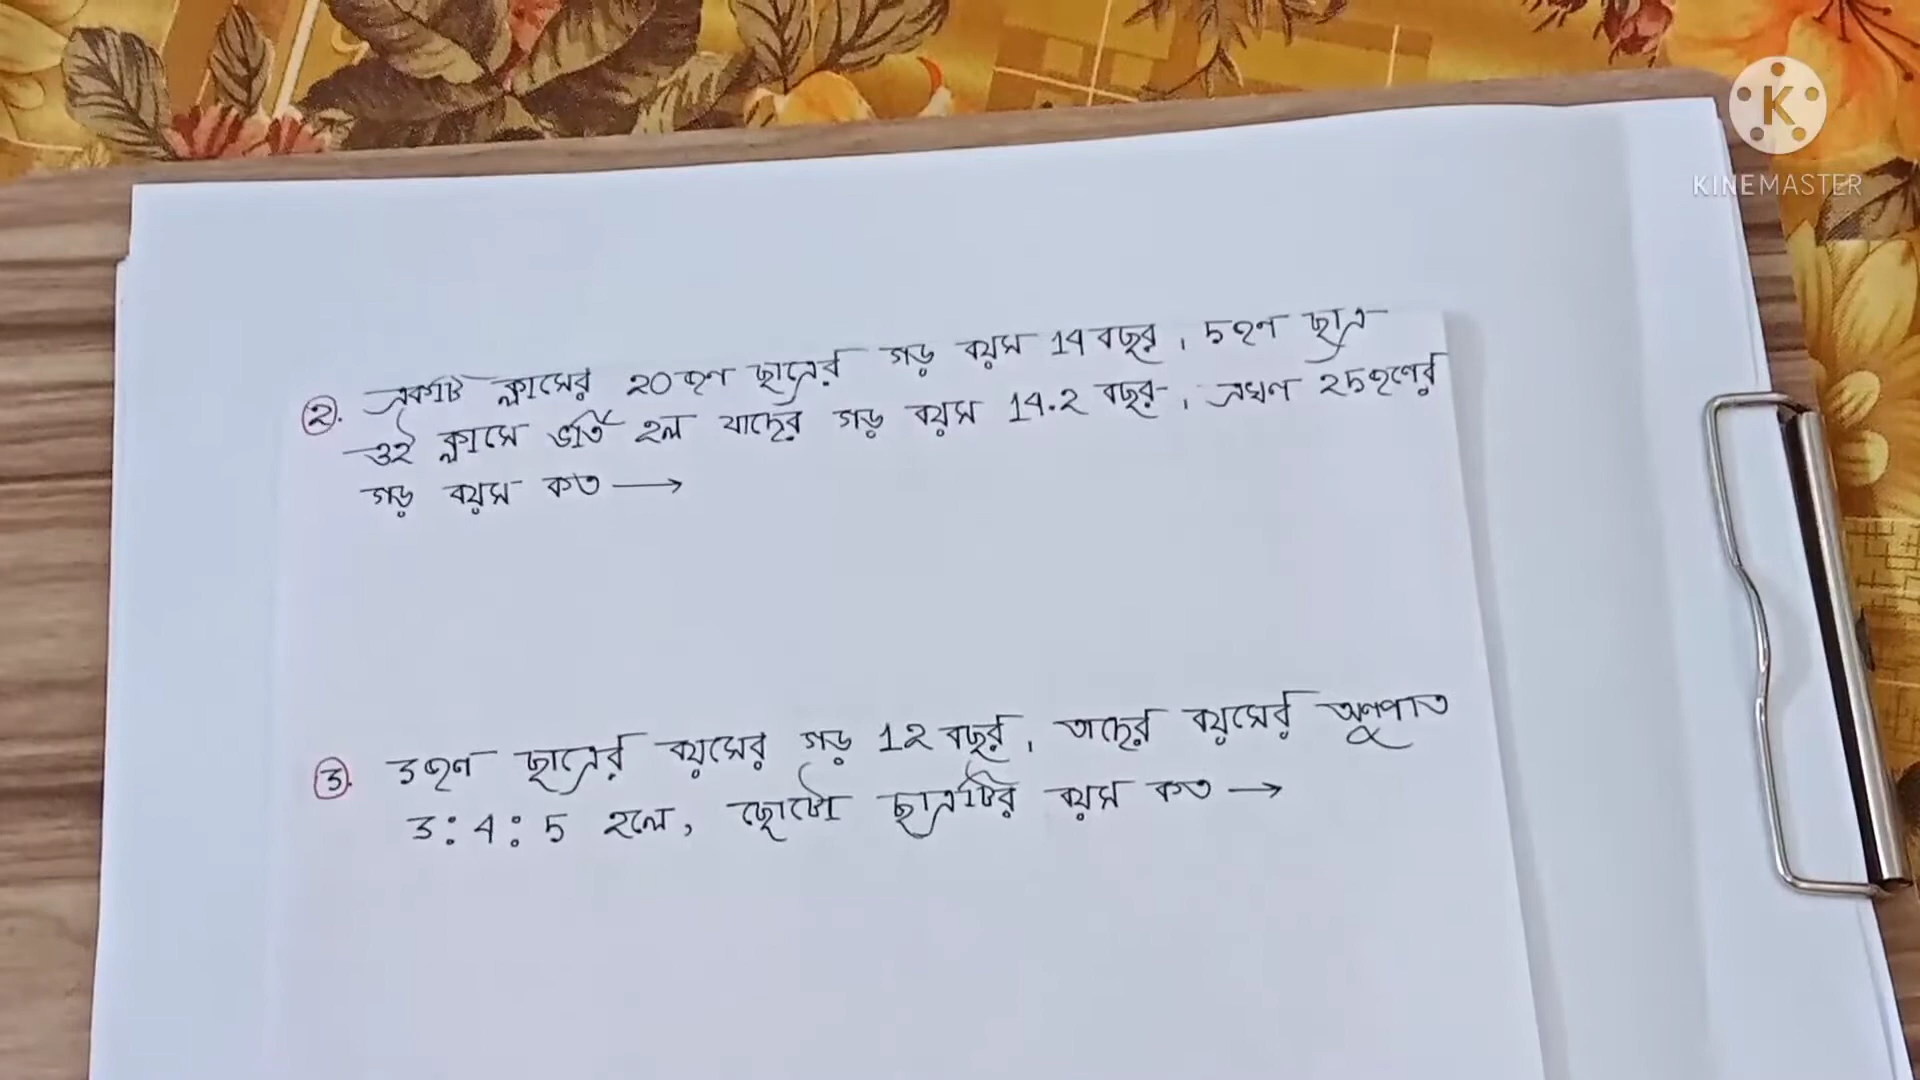 K
KINEMASTER
2. একটি ক্লাসের 20 জন ছাত্রের গড় বয়স 14 বছর। 5 জন ছাত্র
ওই ক্লাসে ভর্তি হল যাদের গড় বয়স 14.2 বছর। এখন 25 জনের
গড় বয়স কত →
3. 3 জন ছাত্রের বয়সের গড় 12 বছর। তাদের বয়সের অনুপাত
3 : 4 : 5 হলে, ছোটো ছাত্রটির বয়স কত →